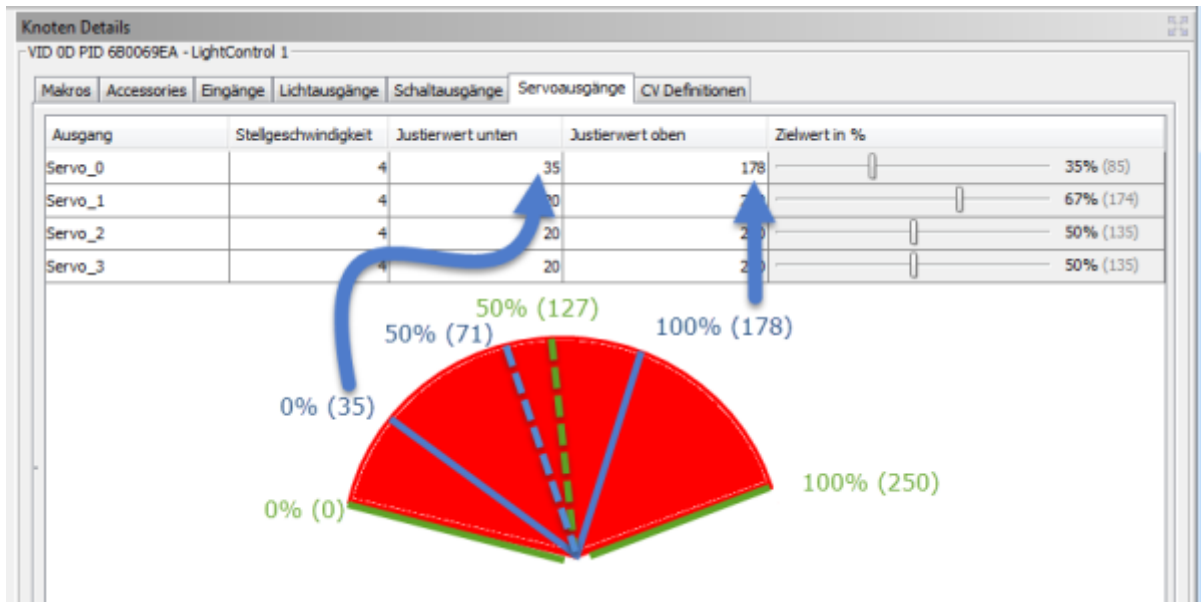 Knoten Details
VID 0D PID 6B0069EA - LightControl 1
Makros Accessories Eingänge Lichtausgänge Schaltausgänge Servoausgänge CV Definitionen
Ausgang Stellgeschwindigkeit Justierwert unten Justierwert oben Zielwert in %
Servo_0 4 35 178 35% (85)
Servo_1 4 20 67% (174)
Servo_2 4 20 50% (135)
Servo_3 4 20 50% (135)
50% (127)
50% (71)
100% (178)
0% (35)
100% (250)
0% (0)